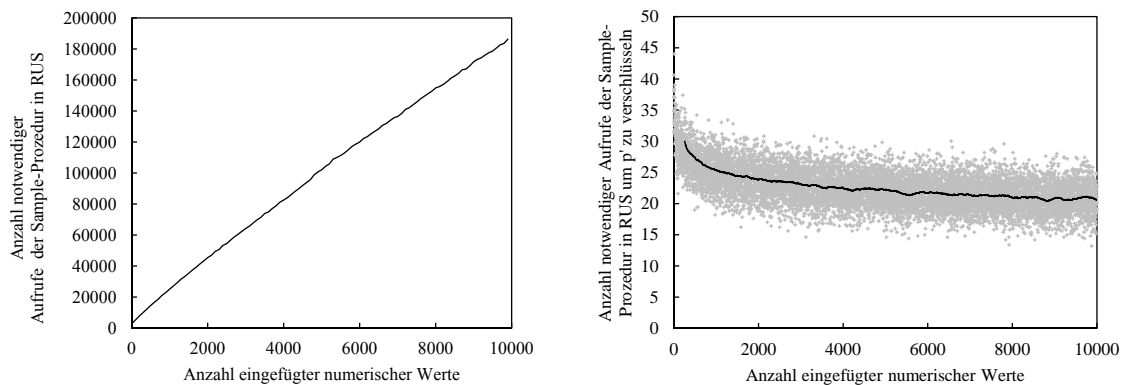 Anzahl notwendiger
Aufrufe der Sample-Prozedur in RUS
200000
180000
160000
140000
120000
100000
80000
60000
40000
20000
0
0 2000 4000 6000 8000 10000
Anzahl eingefügter numerischer Werte
Anzahl notwendiger Aufrufe der Sample-
Prozedur in RUS um p' zu verschlüsseln
50
45
40
35
30
25
20
15
10
5
0
0 2000 4000 6000 8000 10000
Anzahl eingefügter numerischer Werte